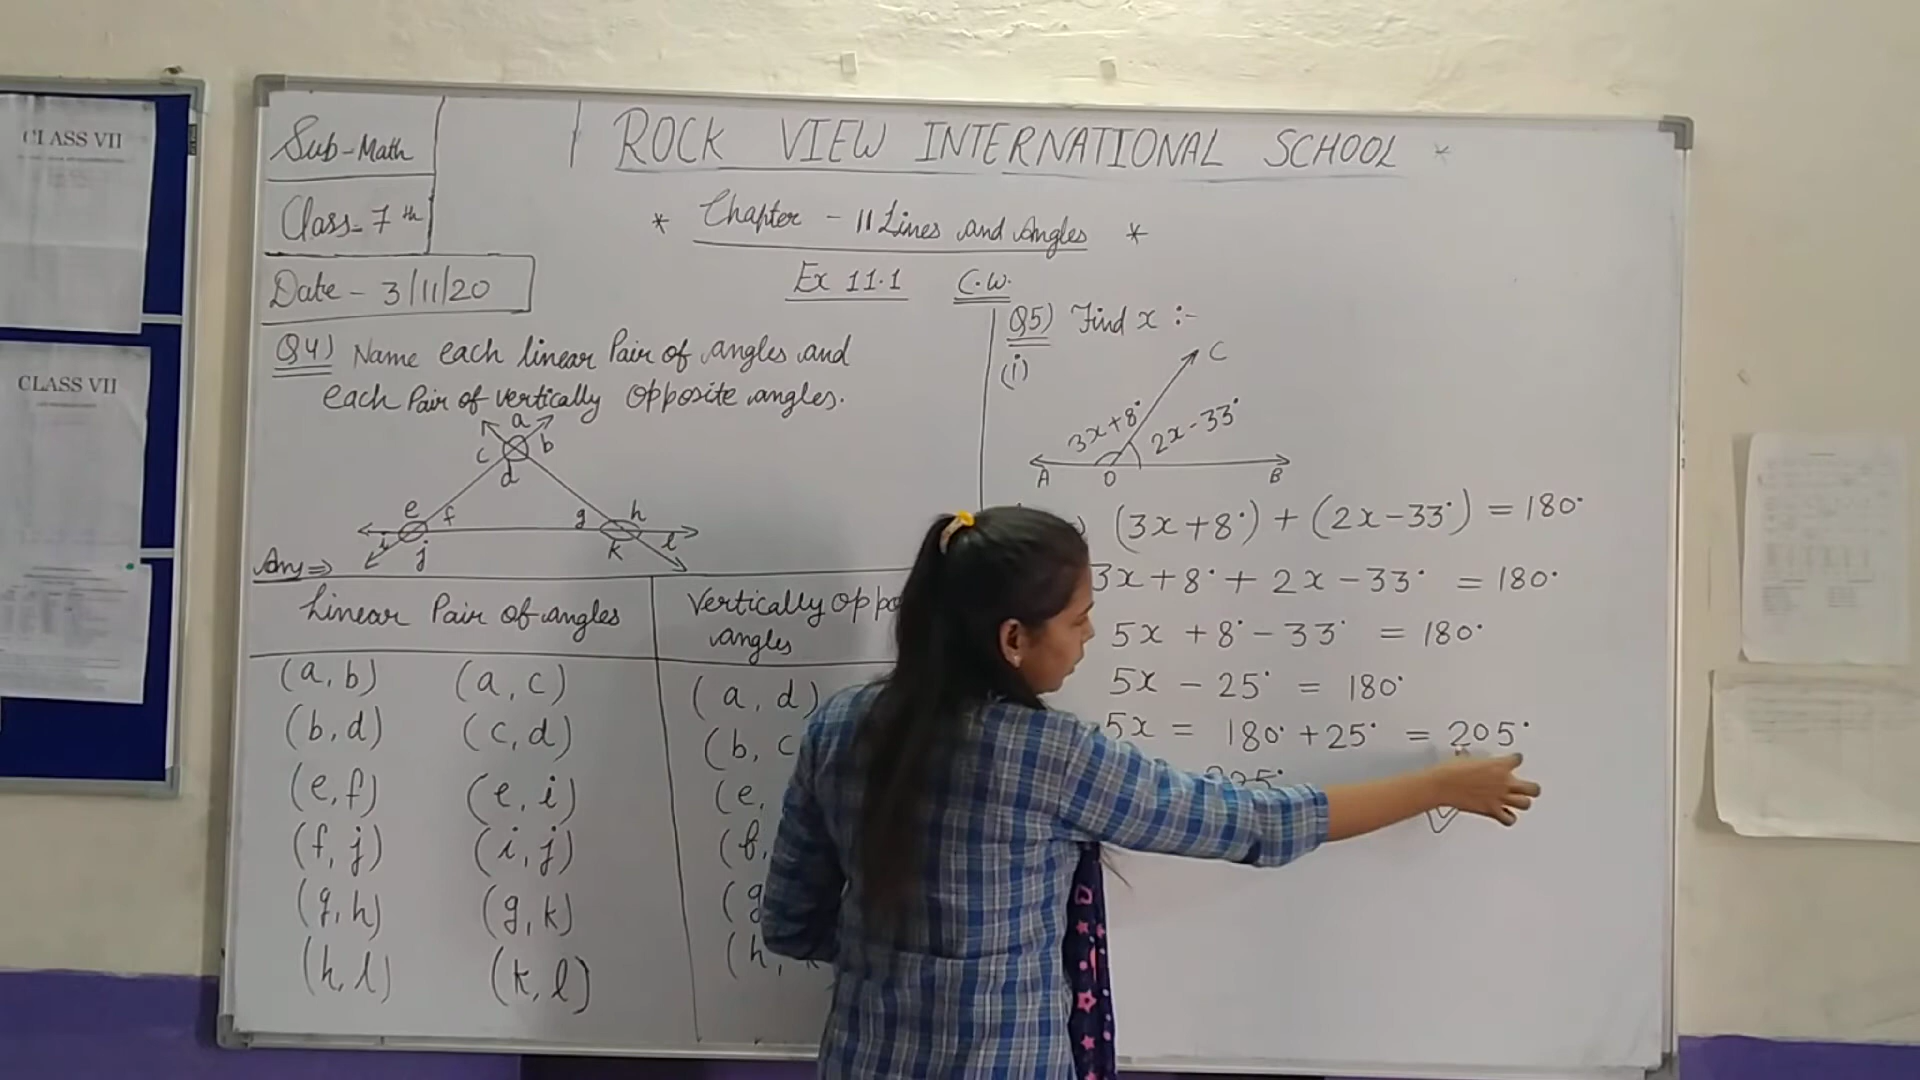 CLASS VII
CLASS VII
Sub-Math
Class-7th
Date - 3/11/20
ROCK VIEW INTERNATIONAL SCHOOL *
* Chapter - 11 Lines and Angles *
Ex 11.1 C.W.
Q4) Name each linear Pair of angles and
each Pair of vertically opposite angles.
a
c b
d
e f g h
i j k l
Ans ⇒
Linear Pair of angles
(a, b) (a, c)
(b, d) (c, d)
(e, f) (e, i)
(f, j) (i, j)
(g, h) (g, k)
(h, l) (k, l)
Vertically oppo
angles
(a, d)
(b, c
(e,
(g
(h,
Q5) Find x :-
(i)
C
3x+8° 2x-33°
A O B
(3x+8°) + (2x-33°) = 180°
3x+8° + 2x-33° = 180°
5x +8°-33° = 180°
5x - 25° = 180°
5x = 180° +25° = 205°